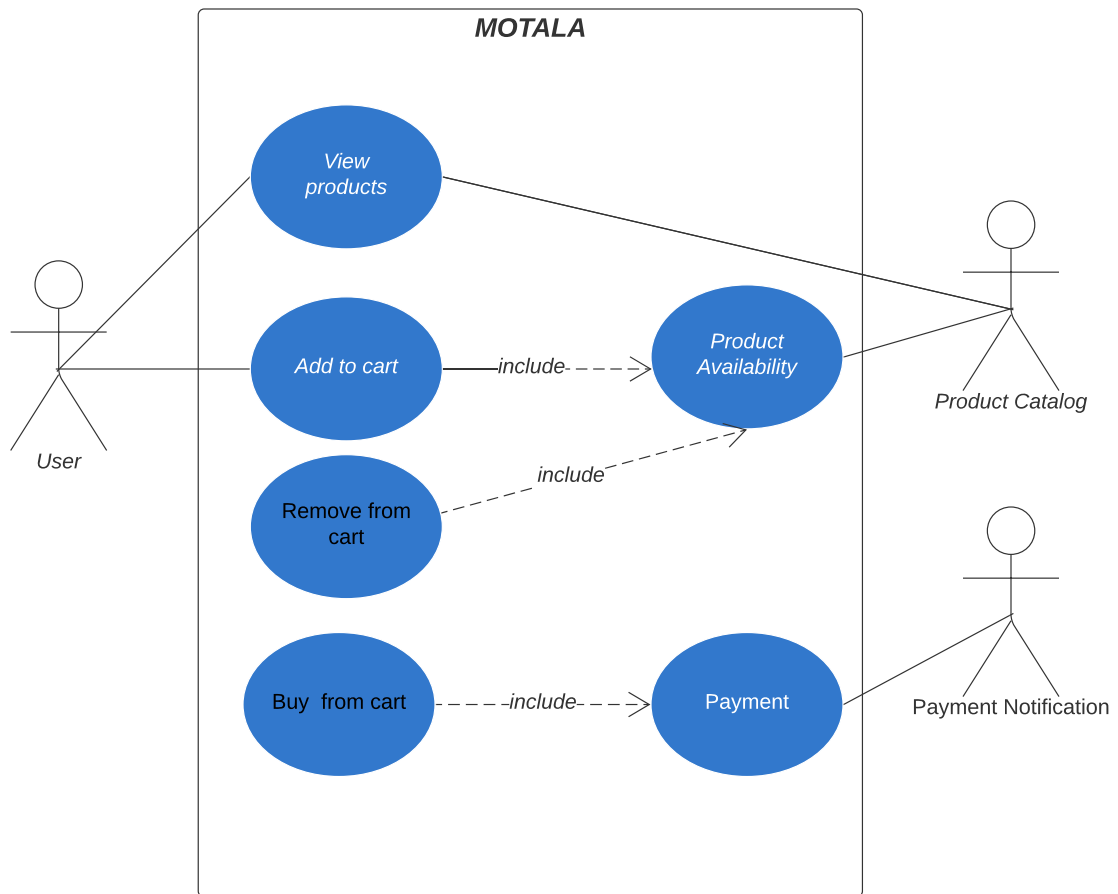 MOTALA
View
products
Product
Availability
Add to cart
include
Product Catalog
User
include
Remove from
cart
Buy  from cart
include
Payment
Payment Notification